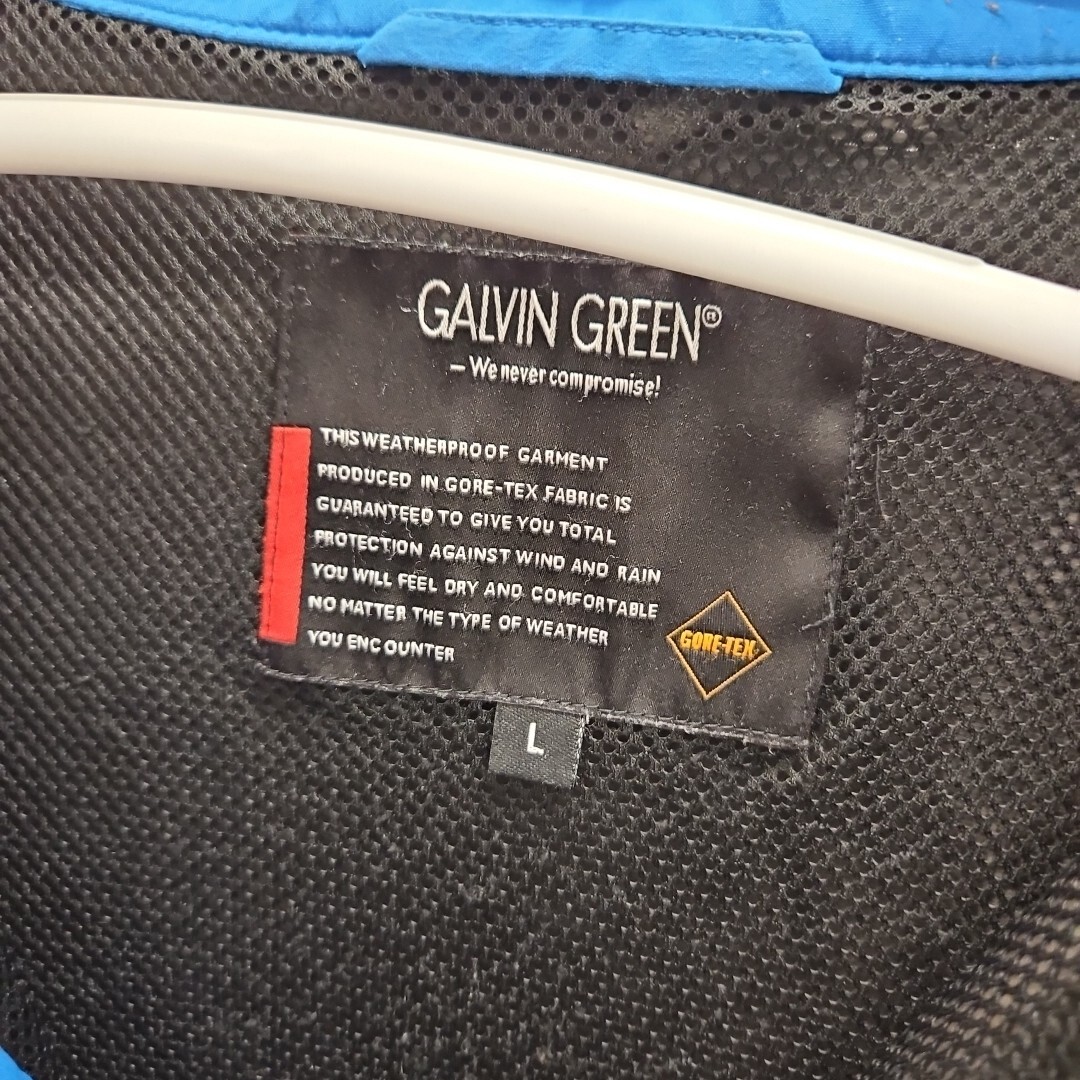 GALVIN GREEN®
– We never compromise!
THIS WEATHERPROOF GARMENT
PRODUCED IN GORE-TEX FABRIC IS
GUARANTEED TO GIVE YOU TOTAL
PROTECTION AGAINST WIND AND RAIN
YOU WILL FEEL DRY AND COMFORTABLE
NO MATTER THE TYPE OF WEATHER
YOU ENCOUNTER
GORE-TEX
L